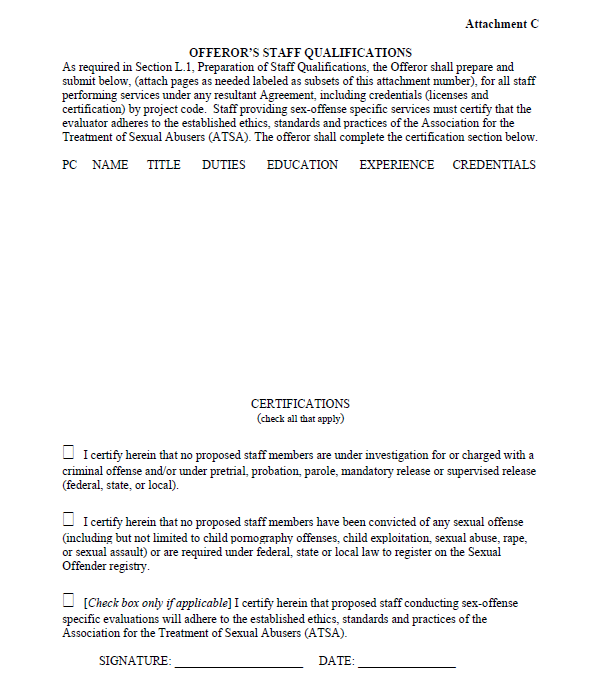 Attachment C
OFFEROR'S STAFF QUALIFICATIONS
As required in Section L.1, Preparation of Staff Qualifications, the Offeror shall prepare and
submit below, (attach pages as needed labeled as subsets of this attachment number), for all staff
performing services under any resultant Agreement, including credentials (licenses and
certification) by project code.  Staff providing sex-offense specific services must certify that the
evaluator adheres to the established ethics, standards and practices of the Association for the
Treatment of Sexual Abusers (ATSA). The offeror shall complete the certification section below.
PC NAME TITLE DUTIES EDUCATION EXPERIENCE CREDENTIALS
CERTIFICATIONS
(check all that apply)
☐ I certify herein that no proposed staff members are under investigation for or charged with a
criminal offense and/or under pretrial, probation, parole, mandatory release or supervised release
(federal, state, or local).
☐ I certify herein that no proposed staff members have been convicted of any sexual offense
(including but not limited to child pornography offenses, child exploitation, sexual abuse, rape,
or sexual assault) or are required under federal, state or local law to register on the Sexual
Offender registry.
☐ [Check box only if applicable] I certify herein that proposed staff conducting sex-offense
specific evaluations will adhere to the established ethics, standards and practices of the
Association for the Treatment of Sexual Abusers (ATSA).
SIGNATURE: ____________________ DATE: _______________